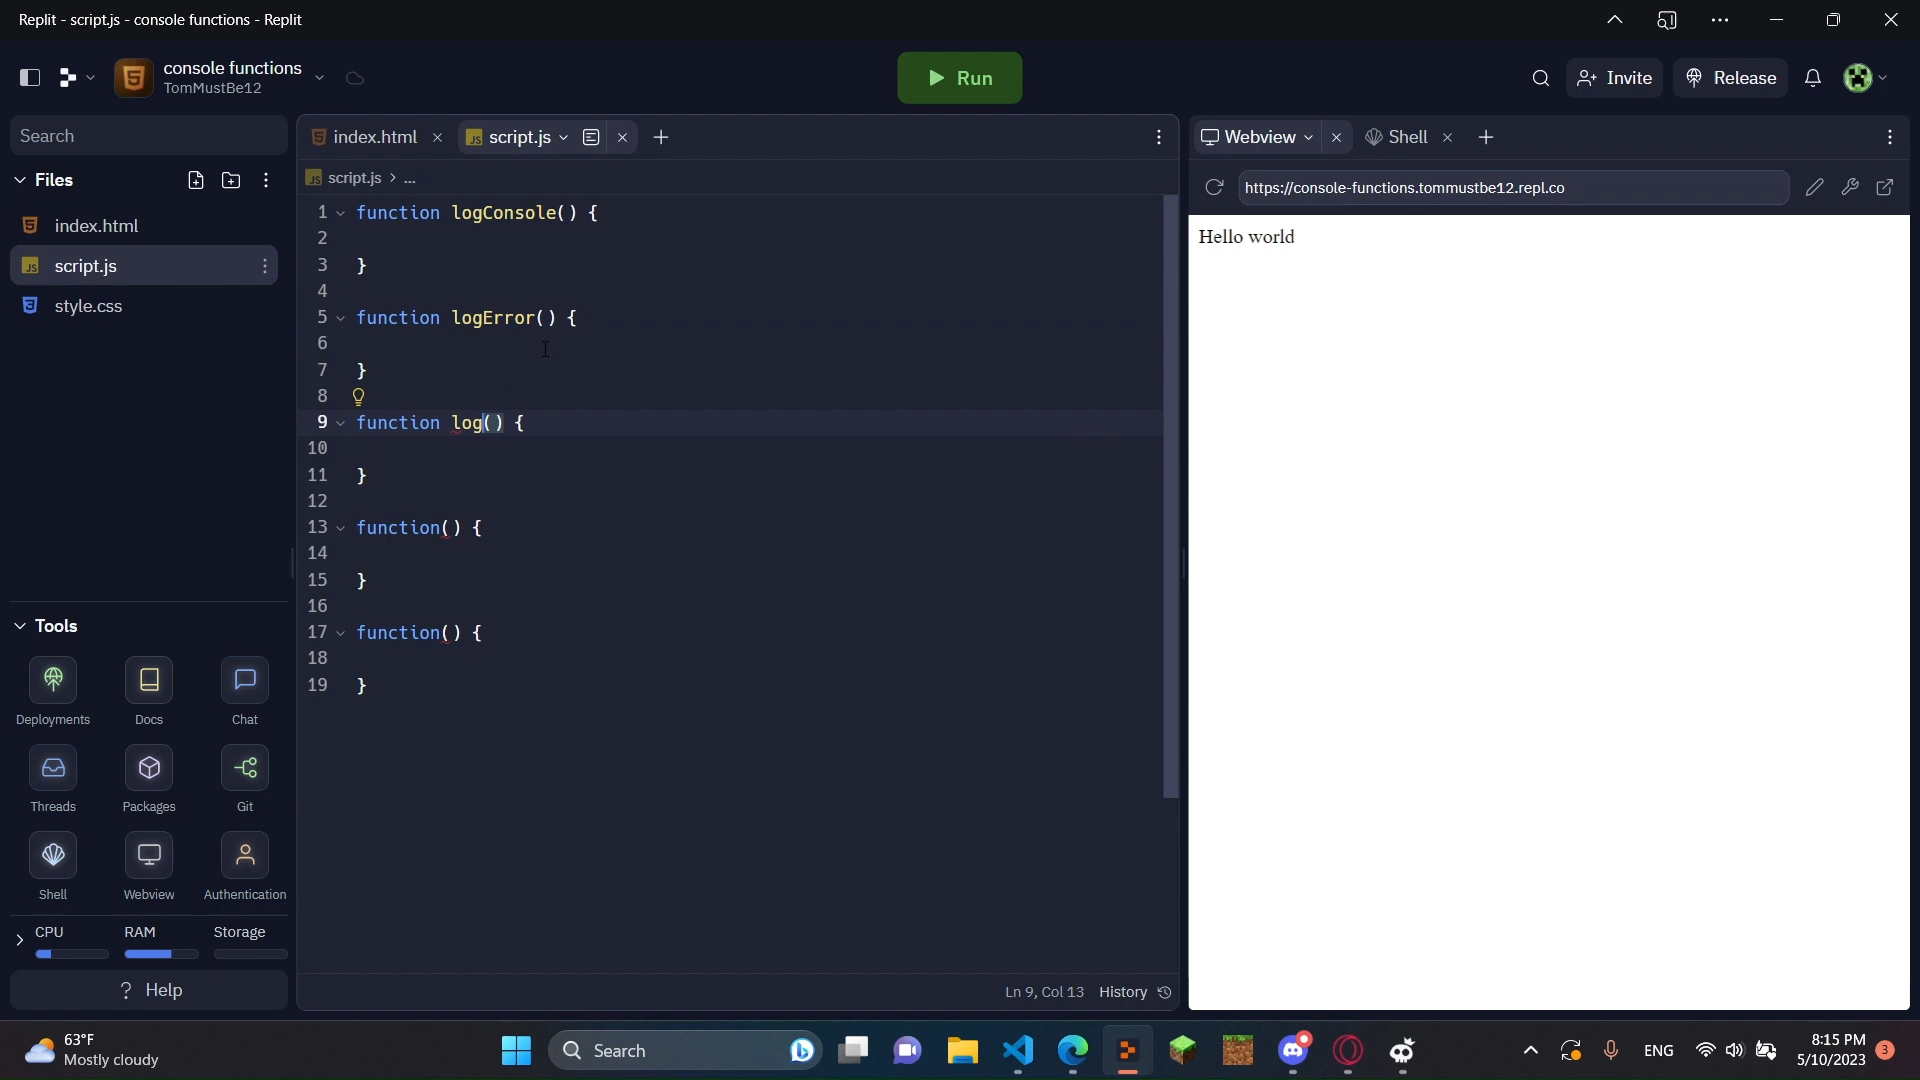 Replit - script.js - console functions - Replit
console functions
TomMustBe12
Run
Invite
Release
Search
Files
index.html
script.js
style.css
Tools
Deployments
Docs
Chat
Threads
Packages
Git
Shell
Webview
Authentication
CPU
RAM
Storage
? Help
index.html
script.js
script.js > ...
1 function logConsole() {
2
3 }
4
5 function logError() {
6
7 }
8
9 function log() {
10
11 }
12
13 function() {
14
15 }
16
17 function() {
18
19 }
Ln 9, Col 13 History
Webview
Shell
https://console-functions.tommustbe12.repl.co
Hello world
63°F
Mostly cloudy
Search
ENG
8:15 PM
5/10/2023
3